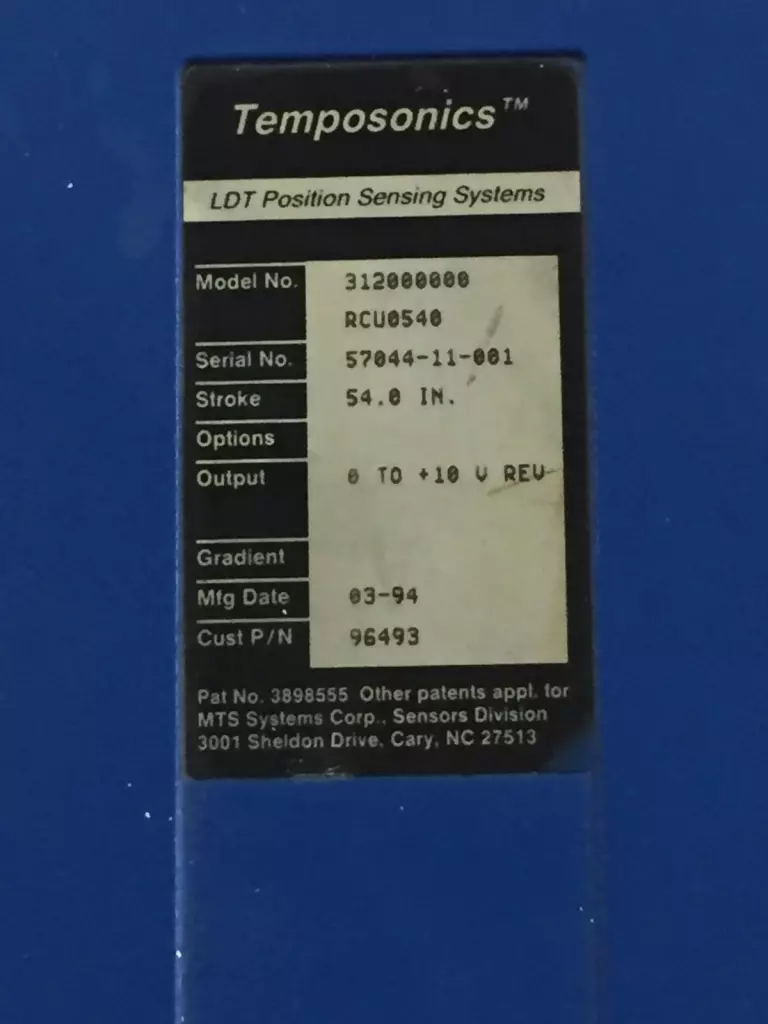 Temposonics™
LDT Position Sensing Systems
Model No. 312000000
RCU0540
Serial No. 57044-11-001
Stroke 54.0 IN.
Options
Output 0 TO +10 V REV
Gradient
Mfg Date 03-94
Cust P/N 96493
Pat No. 3898555 Other patents appl. for
MTS Systems Corp., Sensors Division
3001 Sheldon Drive, Cary, NC 27513